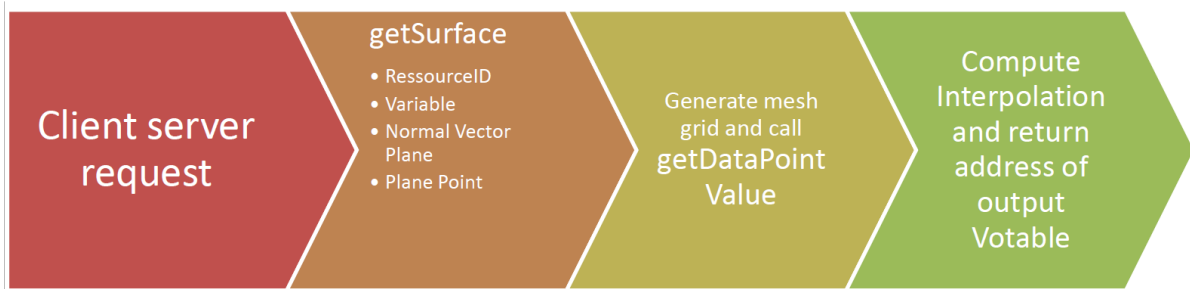 Client server
request
getSurface
• RessourceID
• Variable
• Normal Vector
Plane
• Plane Point
Generate mesh
grid and call
getDataPoint
Value
Compute
Interpolation
and return
address of
output
Votable